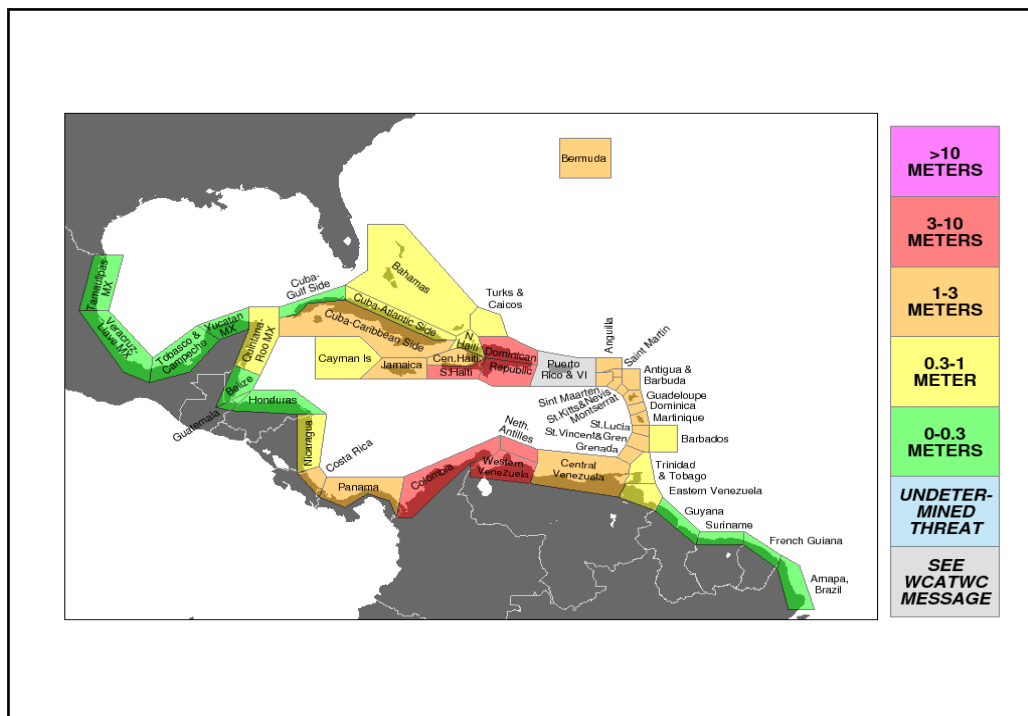 Bermuda
Tamaulipas
MX
Veracruz-
Llave MX
Tobasco &
Campeche
Yucatan
MX
Quintana-
Roo MX
Belize
Guatemala
Honduras
Nicaragua
Costa Rica
Panama
Cuba-
Gulf Side
Bahamas
Cuba-Atlantic Side
Cuba-Caribbean Side
Cayman Is
Jamaica
Turks &
Caicos
N.
Haiti
Cen.Haiti
S.Haiti
Dominican
Republic
Puerto
Rico & VI
Anguilla
Saint Martin
Sint Maarten
St.Kitts&Nevis
Montserrat
Antigua &
Barbuda
Guadeloupe
Dominica
Martinique
St.Lucia
St.Vincent&Gren
Grenada
Barbados
Neth.
Antilles
Colombia
Western
Venezuela
Central
Venezuela
Trinidad
& Tobago
Eastern Venezuela
Guyana
Suriname
French Guiana
Amapa,
Brazil
>10
METERS
3-10
METERS
1-3
METERS
0.3-1
METER
0-0.3
METERS
UNDETER-
MINED
THREAT
SEE
WCATWC
MESSAGE